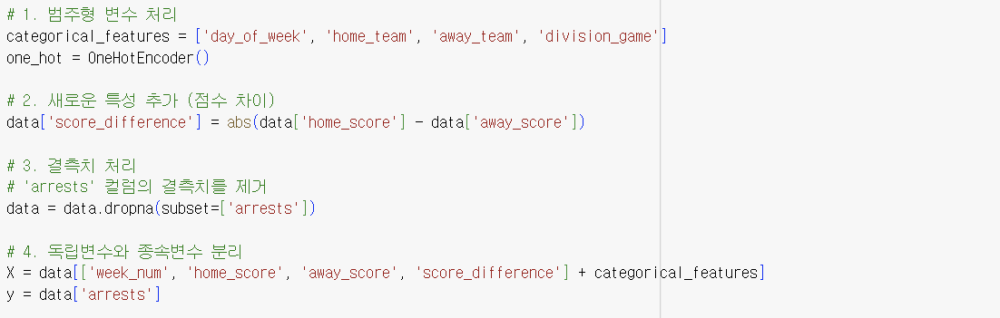 # 1. 범주형 변수 처리
categorical_features = ['day_of_week', 'home_team', 'away_team', 'division_game']
one_hot = OneHotEncoder()
# 2. 새로운 특성 추가 (점수 차이)
data['score_difference'] = abs(data['home_score'] - data['away_score'])
# 3. 결측치 처리
# 'arrests' 컬럼의 결측치를 제거
data = data.dropna(subset=['arrests'])
# 4. 독립변수와 종속변수 분리
X = data[['week_num', 'home_score', 'away_score', 'score_difference'] + categorical_features]
y = data['arrests']